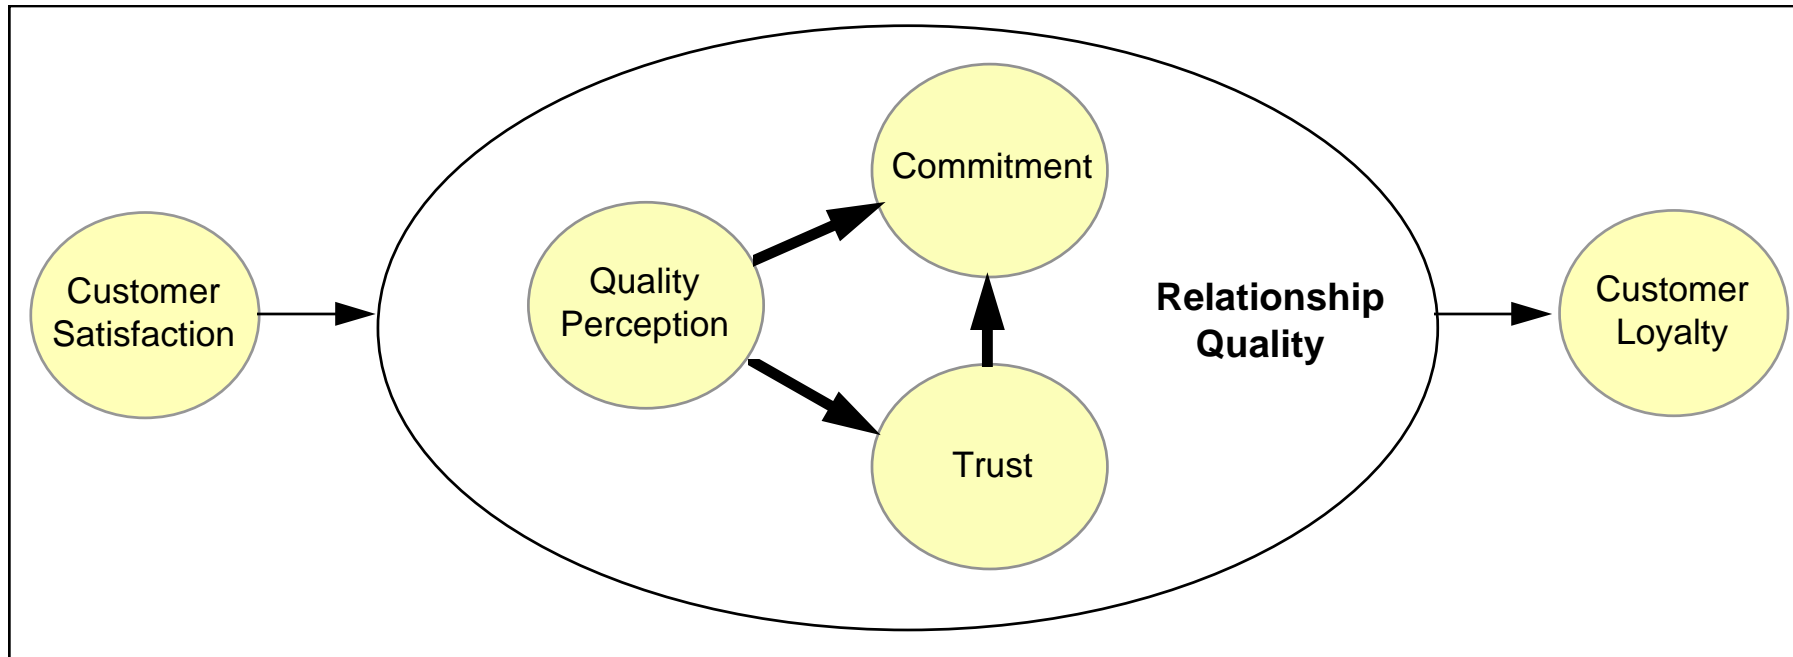 Customer
Satisfaction
Quality
Perception
Commitment
Trust
Relationship
Quality
Customer
Loyalty